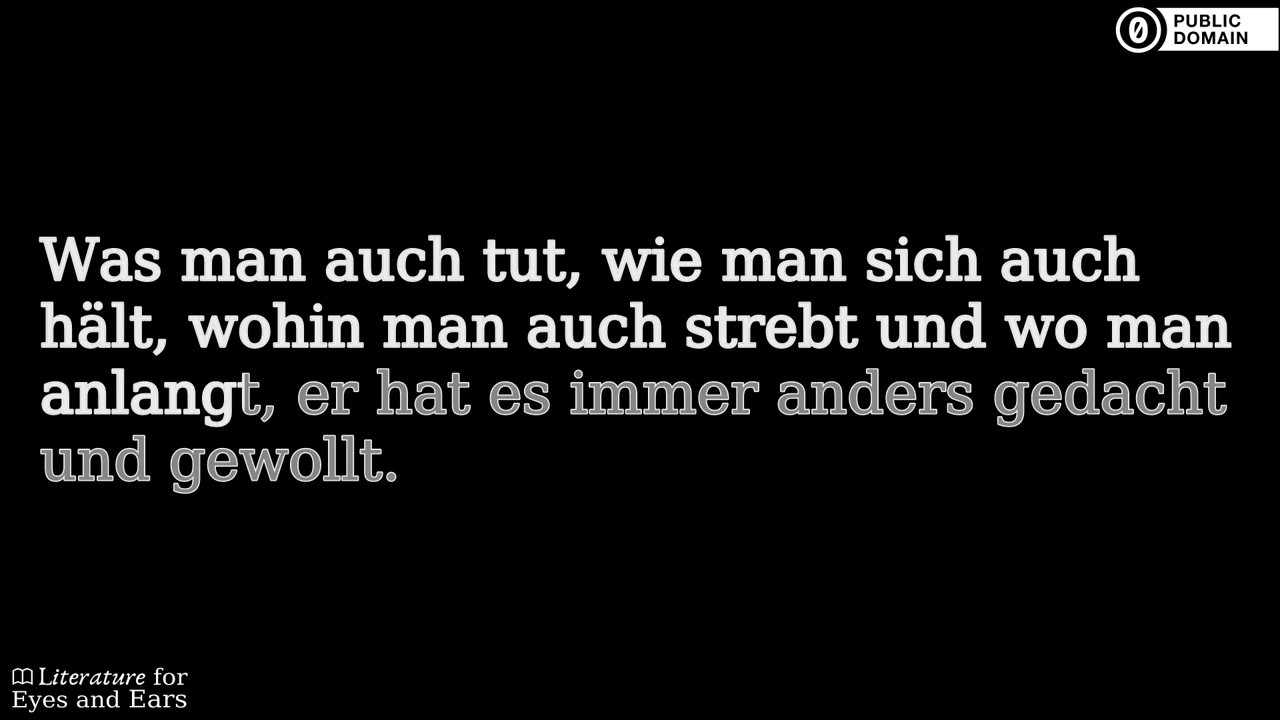 PUBLIC
DOMAIN
Was man auch tut, wie man sich auch
hält, wohin man auch strebt und wo man
anlangt, er hat es immer anders gedacht
und gewollt.
Literature for
Eyes and Ears